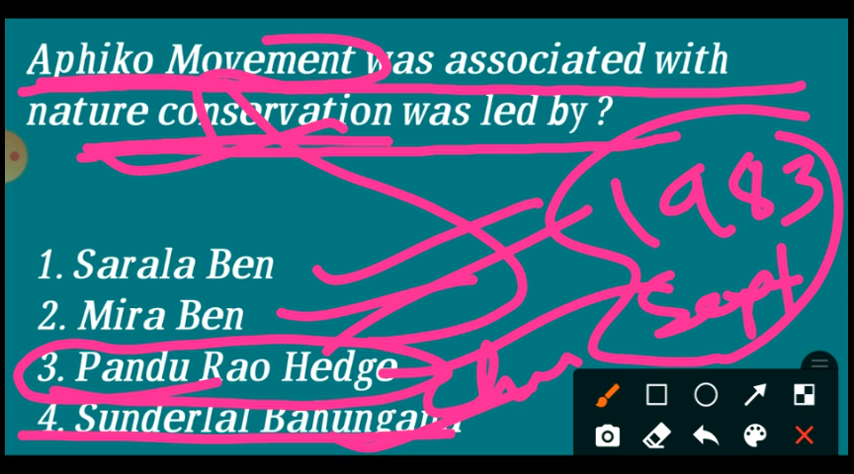 Aphiko Movement was associated with
nature conservation was led by ?
1983
Sept
1. Sarala Ben
2. Mira Ben
3. Pandu Rao Hedge
4. Sunderlal